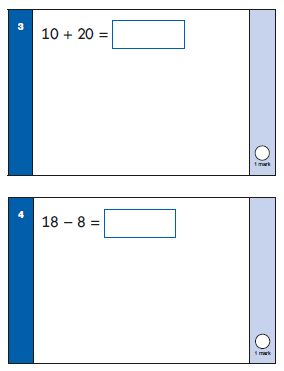 3
10 + 20 =
1 mark
4
18 − 8 =
1 mark